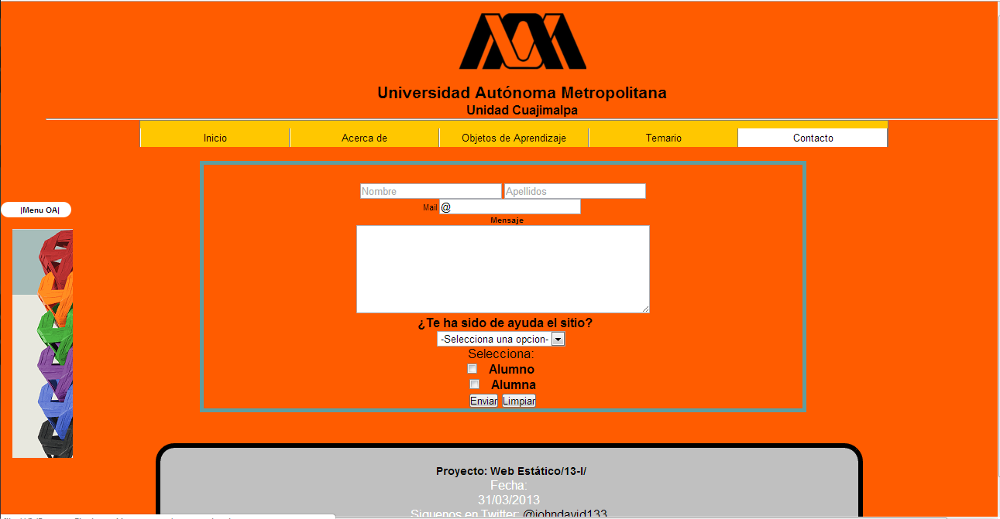 Universidad Autónoma Metropolitana
Unidad Cuajimalpa
Inicio Acerca de Objetos de Aprendizaje Temario Contacto
Nombre Apellidos
|Menu OA|
Mail @
Mensaje
¿Te ha sido de ayuda el sitio?
-Selecciona una opcion-
Selecciona:
Alumno
Alumna
Enviar Limpiar
Proyecto: Web Estático/13-I/
Fecha:
31/03/2013
Siguenos en Twitter: @johndavid133